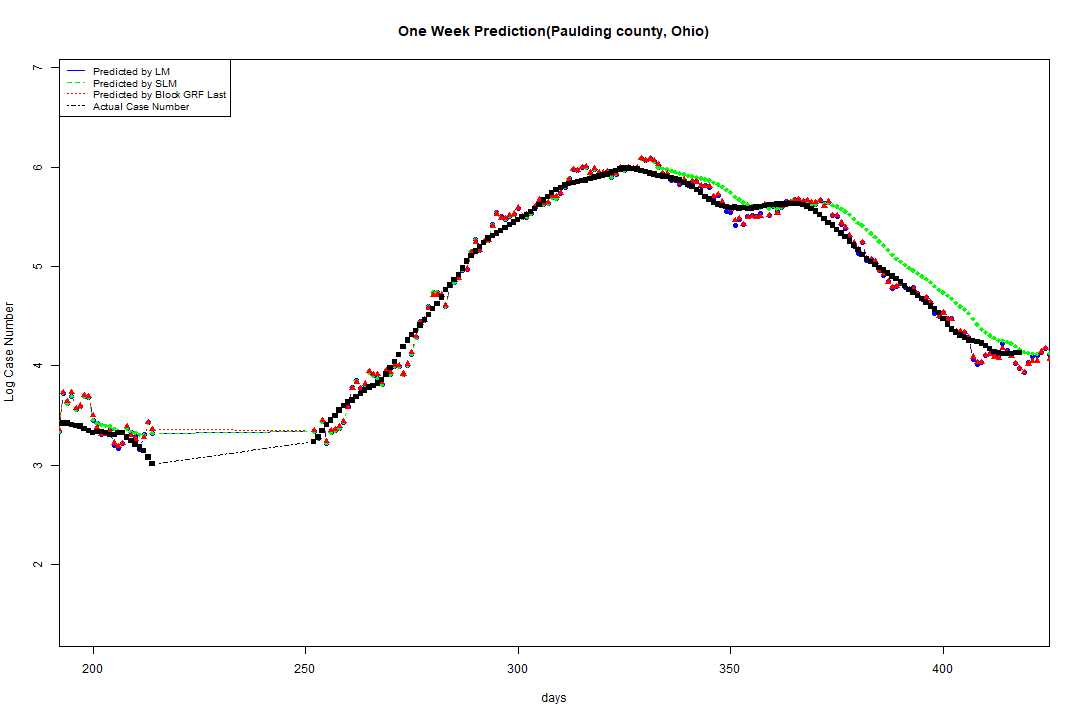 One Week Prediction(Paulding county, Ohio)
Predicted by LM
Predicted by SLM
Predicted by Block GRF Last
Actual Case Number
7
6
5
4
3
2
Log Case Number
200 250 300 350 400
days